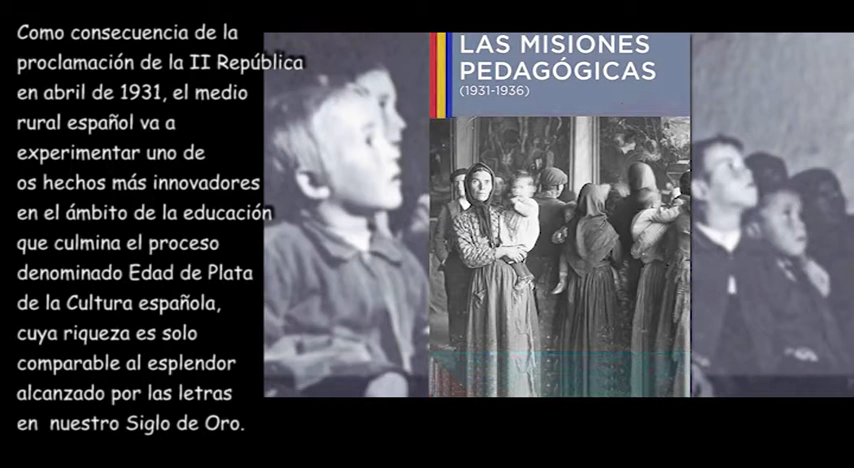 Como consecuencia de la
proclamación de la II República
en abril de 1931, el medio
rural español va a
experimentar uno de
os hechos más innovadores
en el ámbito de la educación
que culmina el proceso
denominado Edad de Plata
de la Cultura española,
cuya riqueza es solo
comparable al esplendor
alcanzado por las letras
en nuestro Siglo de Oro.
LAS MISIONES
PEDAGÓGICAS
(1931-1936)